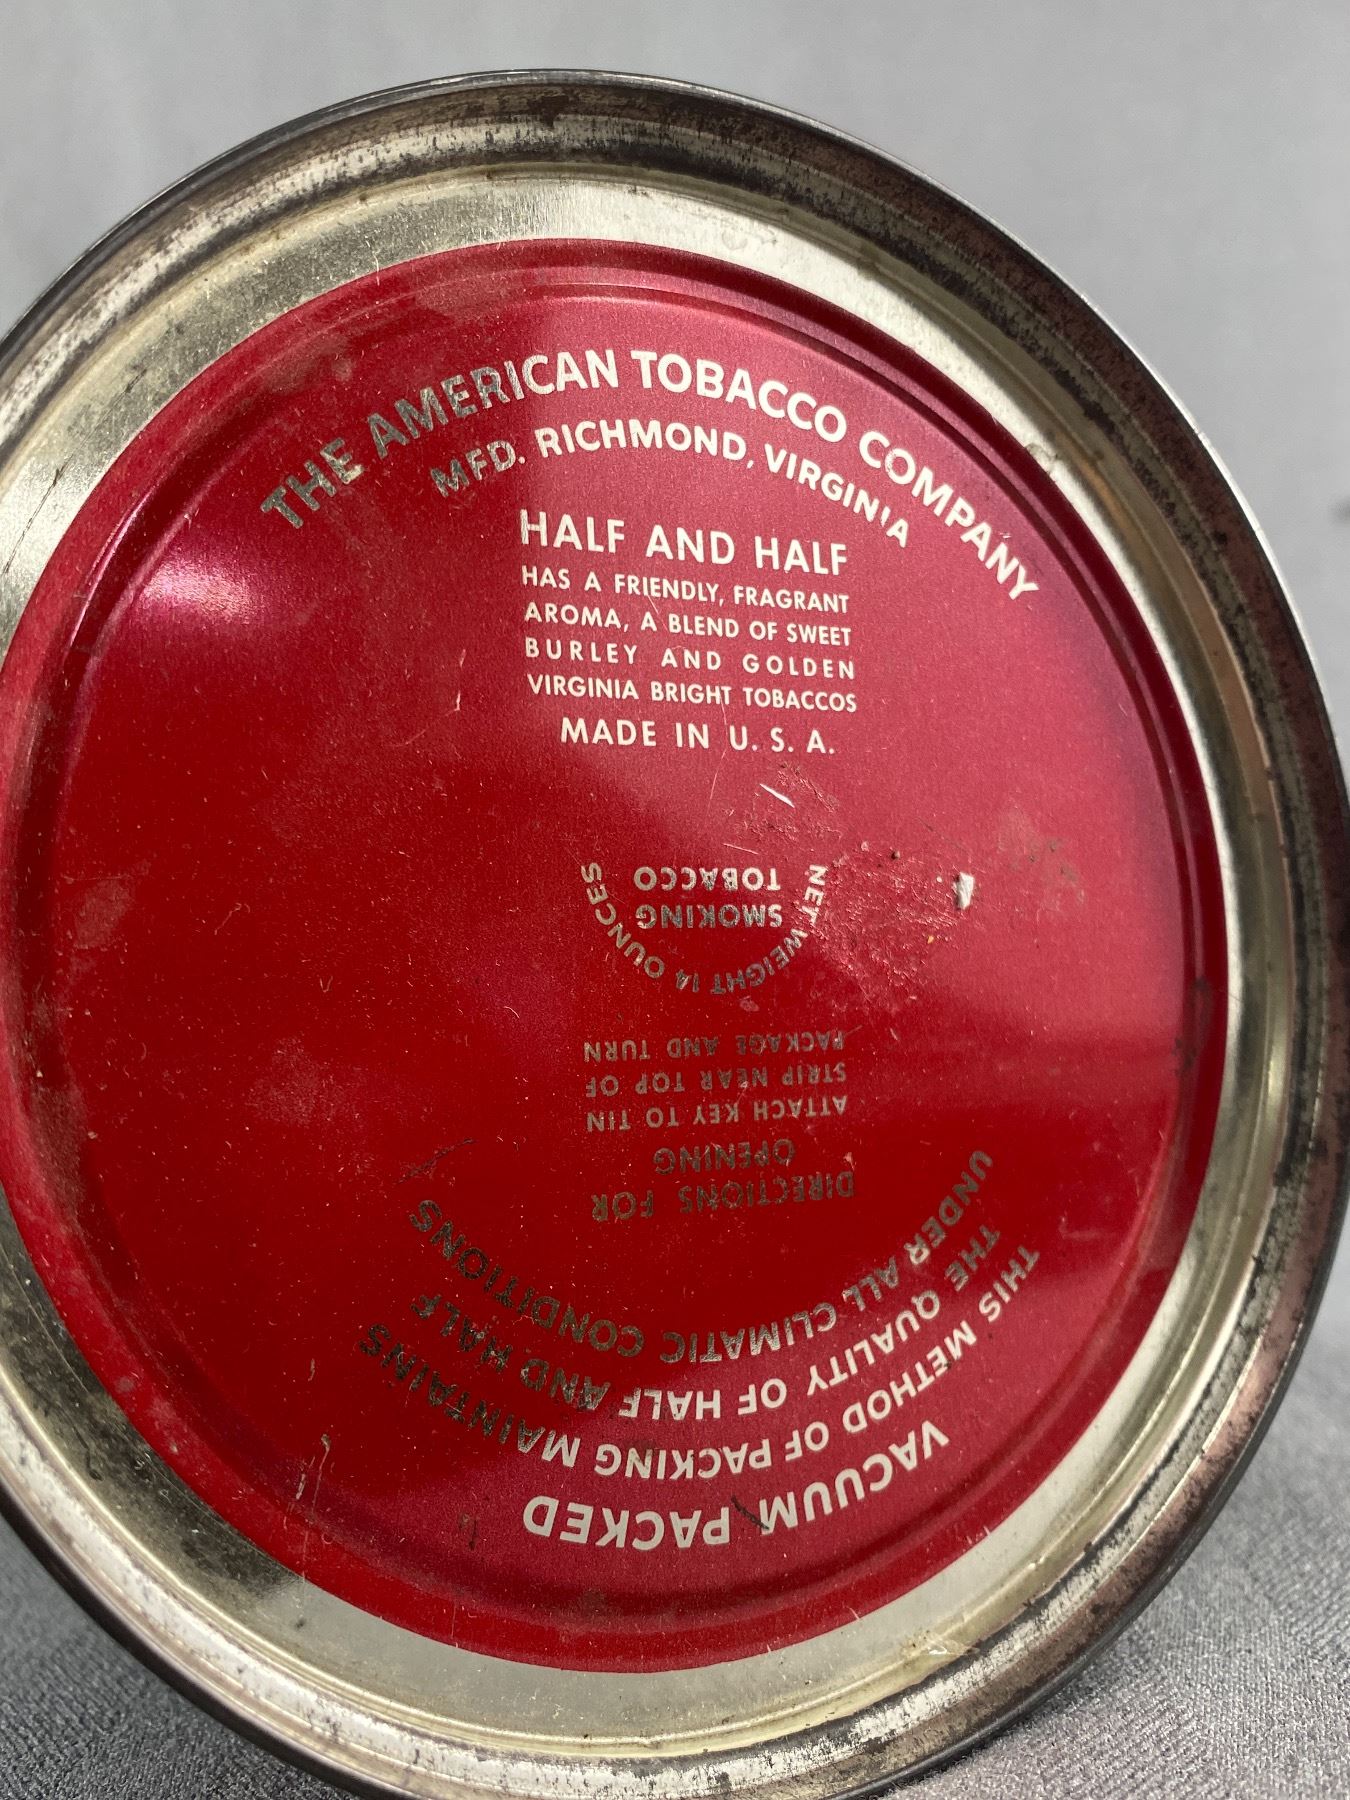 THE AMERICAN TOBACCO COMPANY
MFD. RICHMOND, VIRGINIA
HALF AND HALF
HAS A FRIENDLY, FRAGRANT
AROMA, A BLEND OF SWEET
BURLEY AND GOLDEN
VIRGINIA BRIGHT TOBACCOS
MADE IN U. S. A.
VACUUM PACKED
THIS METHOD OF PACKING MAINTAINS
THE QUALITY OF HALF AND HALF
UNDER ALL CLIMATIC CONDITIONS
DIRECTIONS FOR
OPENING
ATTACH KEY TO TIN
STRIP NEAR TOP OF
PACKAGE AND TURN
NET WEIGHT 14 OUNCES
SMOKING
TOBACCO